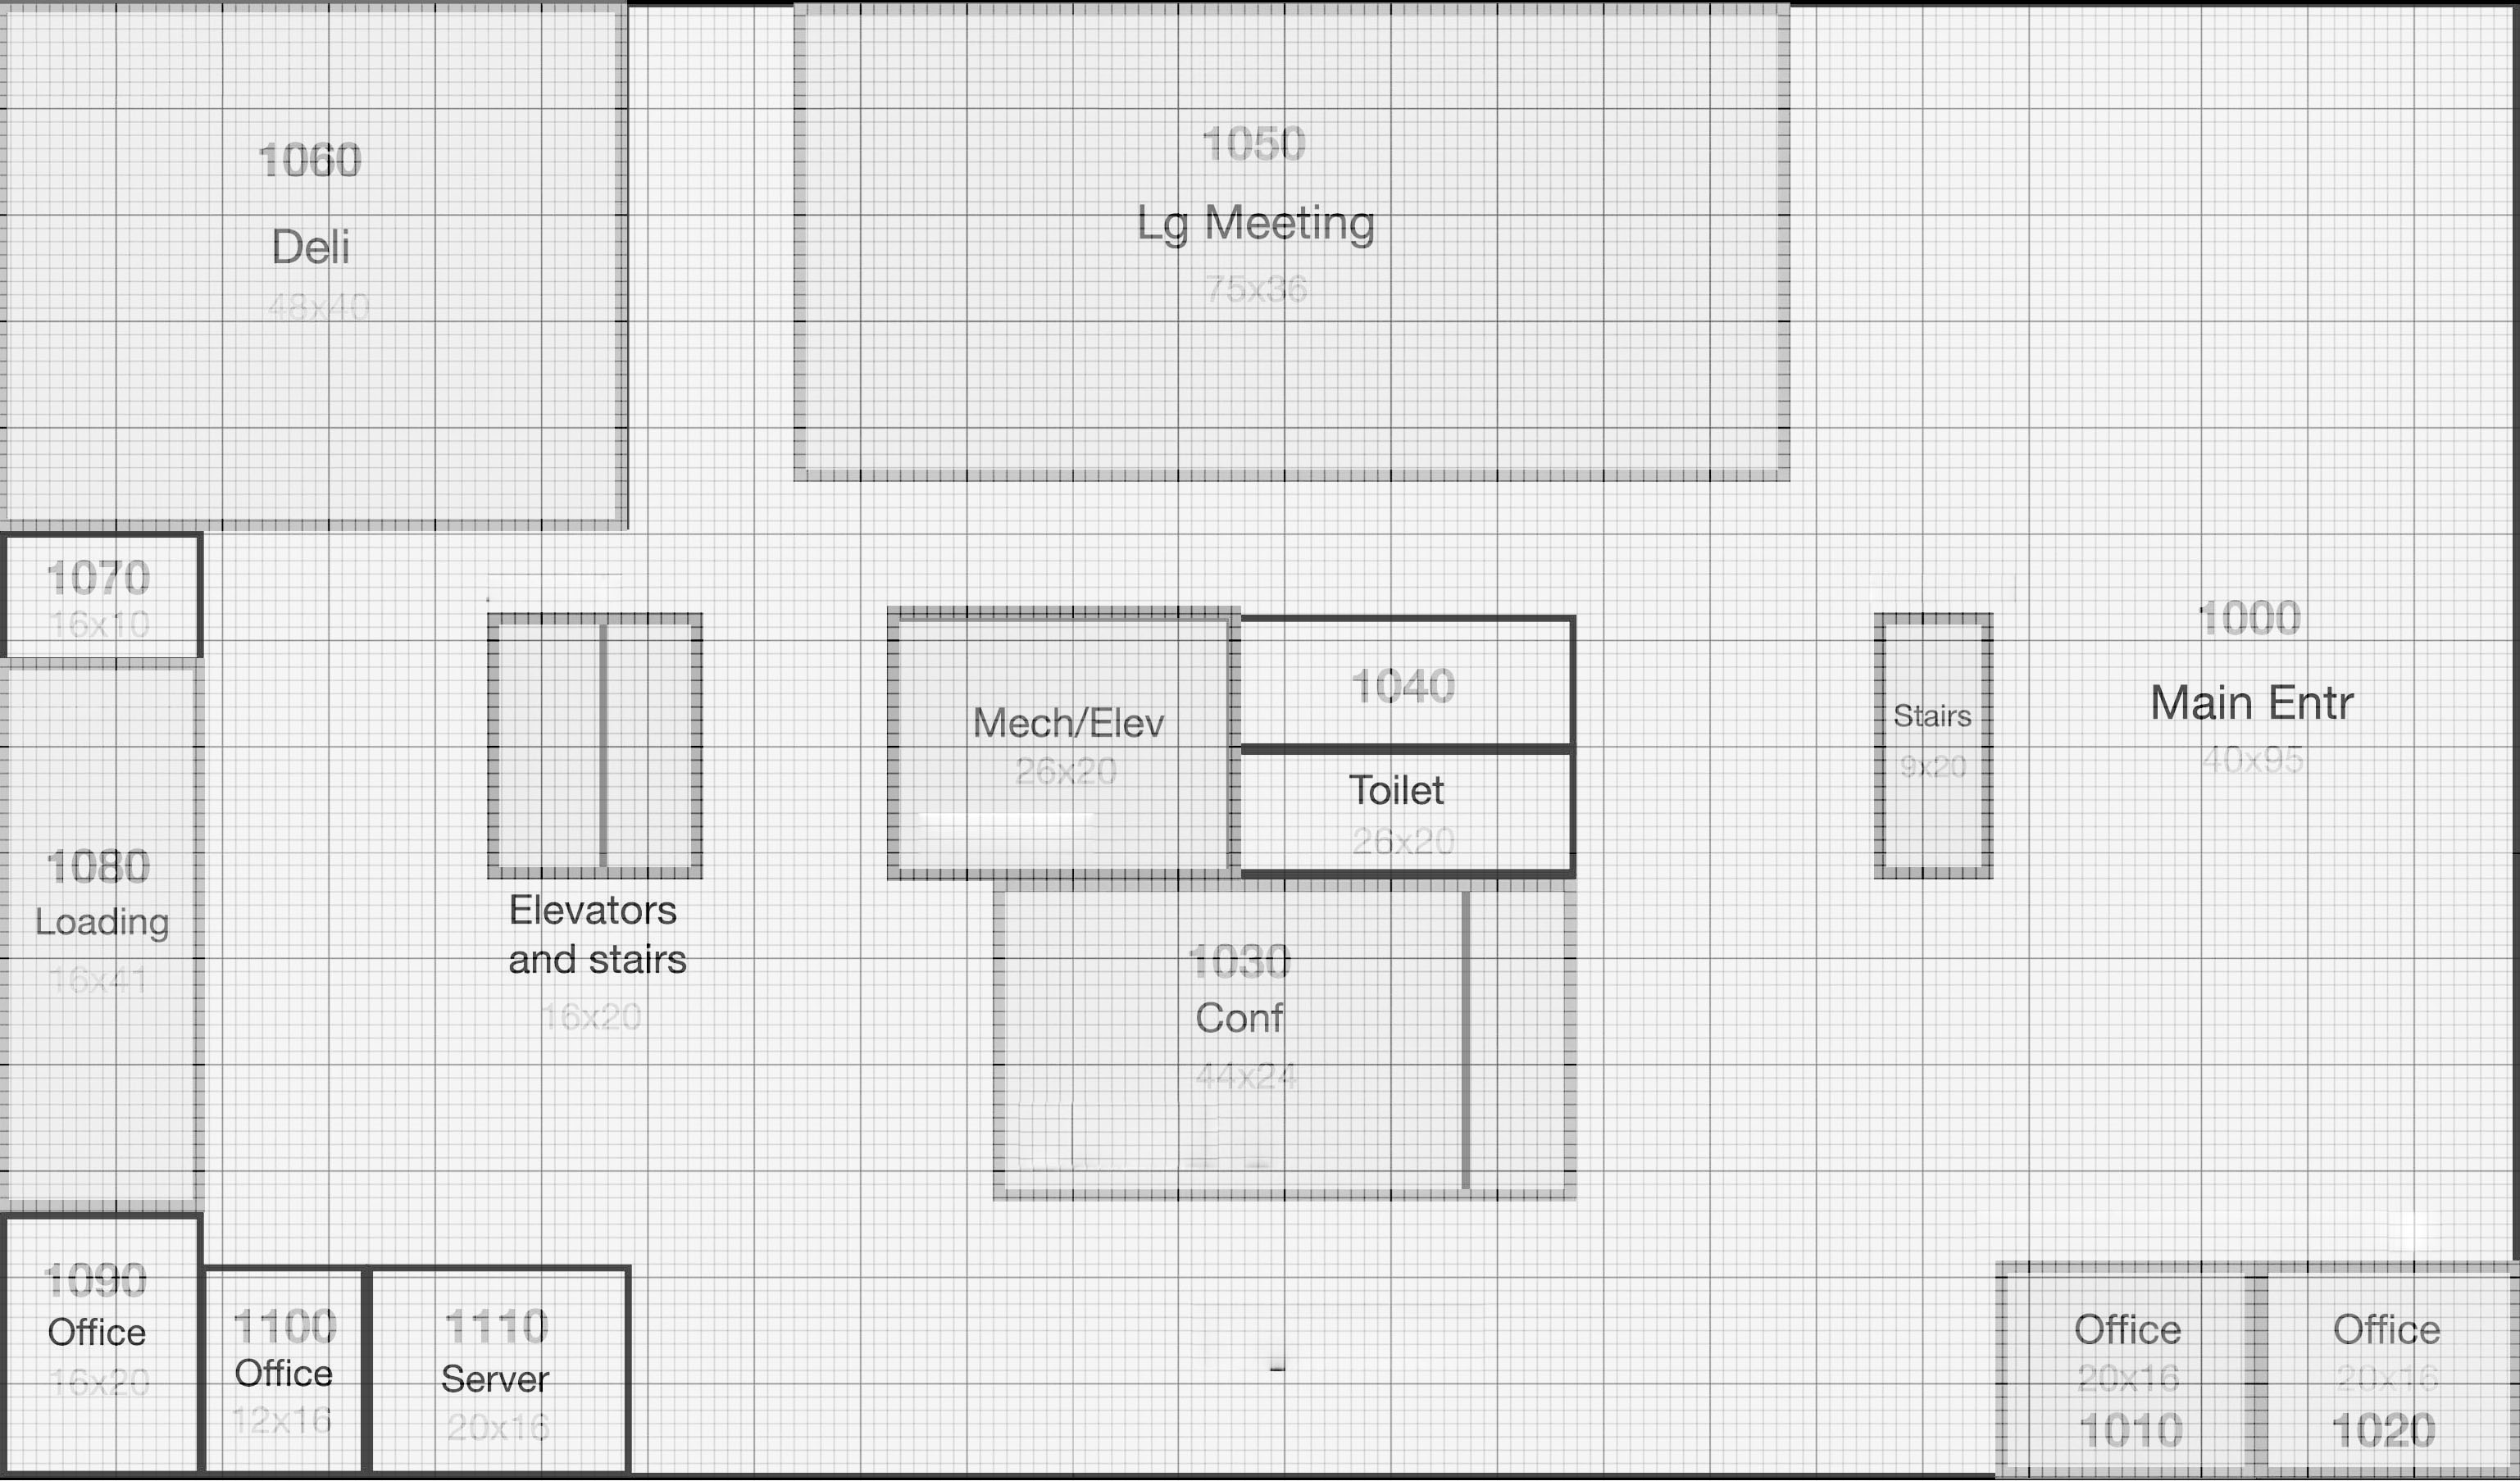 1060
Deli
48x40
1050
Lg Meeting
75x36
1070
16x10
1080
Loading
16x41
Elevators
and stairs
16x20
Mech/Elev
26x20
1040
Toilet
26x20
1030
Conf
44x24
Stairs
9x20
1000
Main Entr
40x95
1090
Office
16x20
1100
Office
12x16
1110
Server
20x16
Office
20x16
1010
Office
20x16
1020